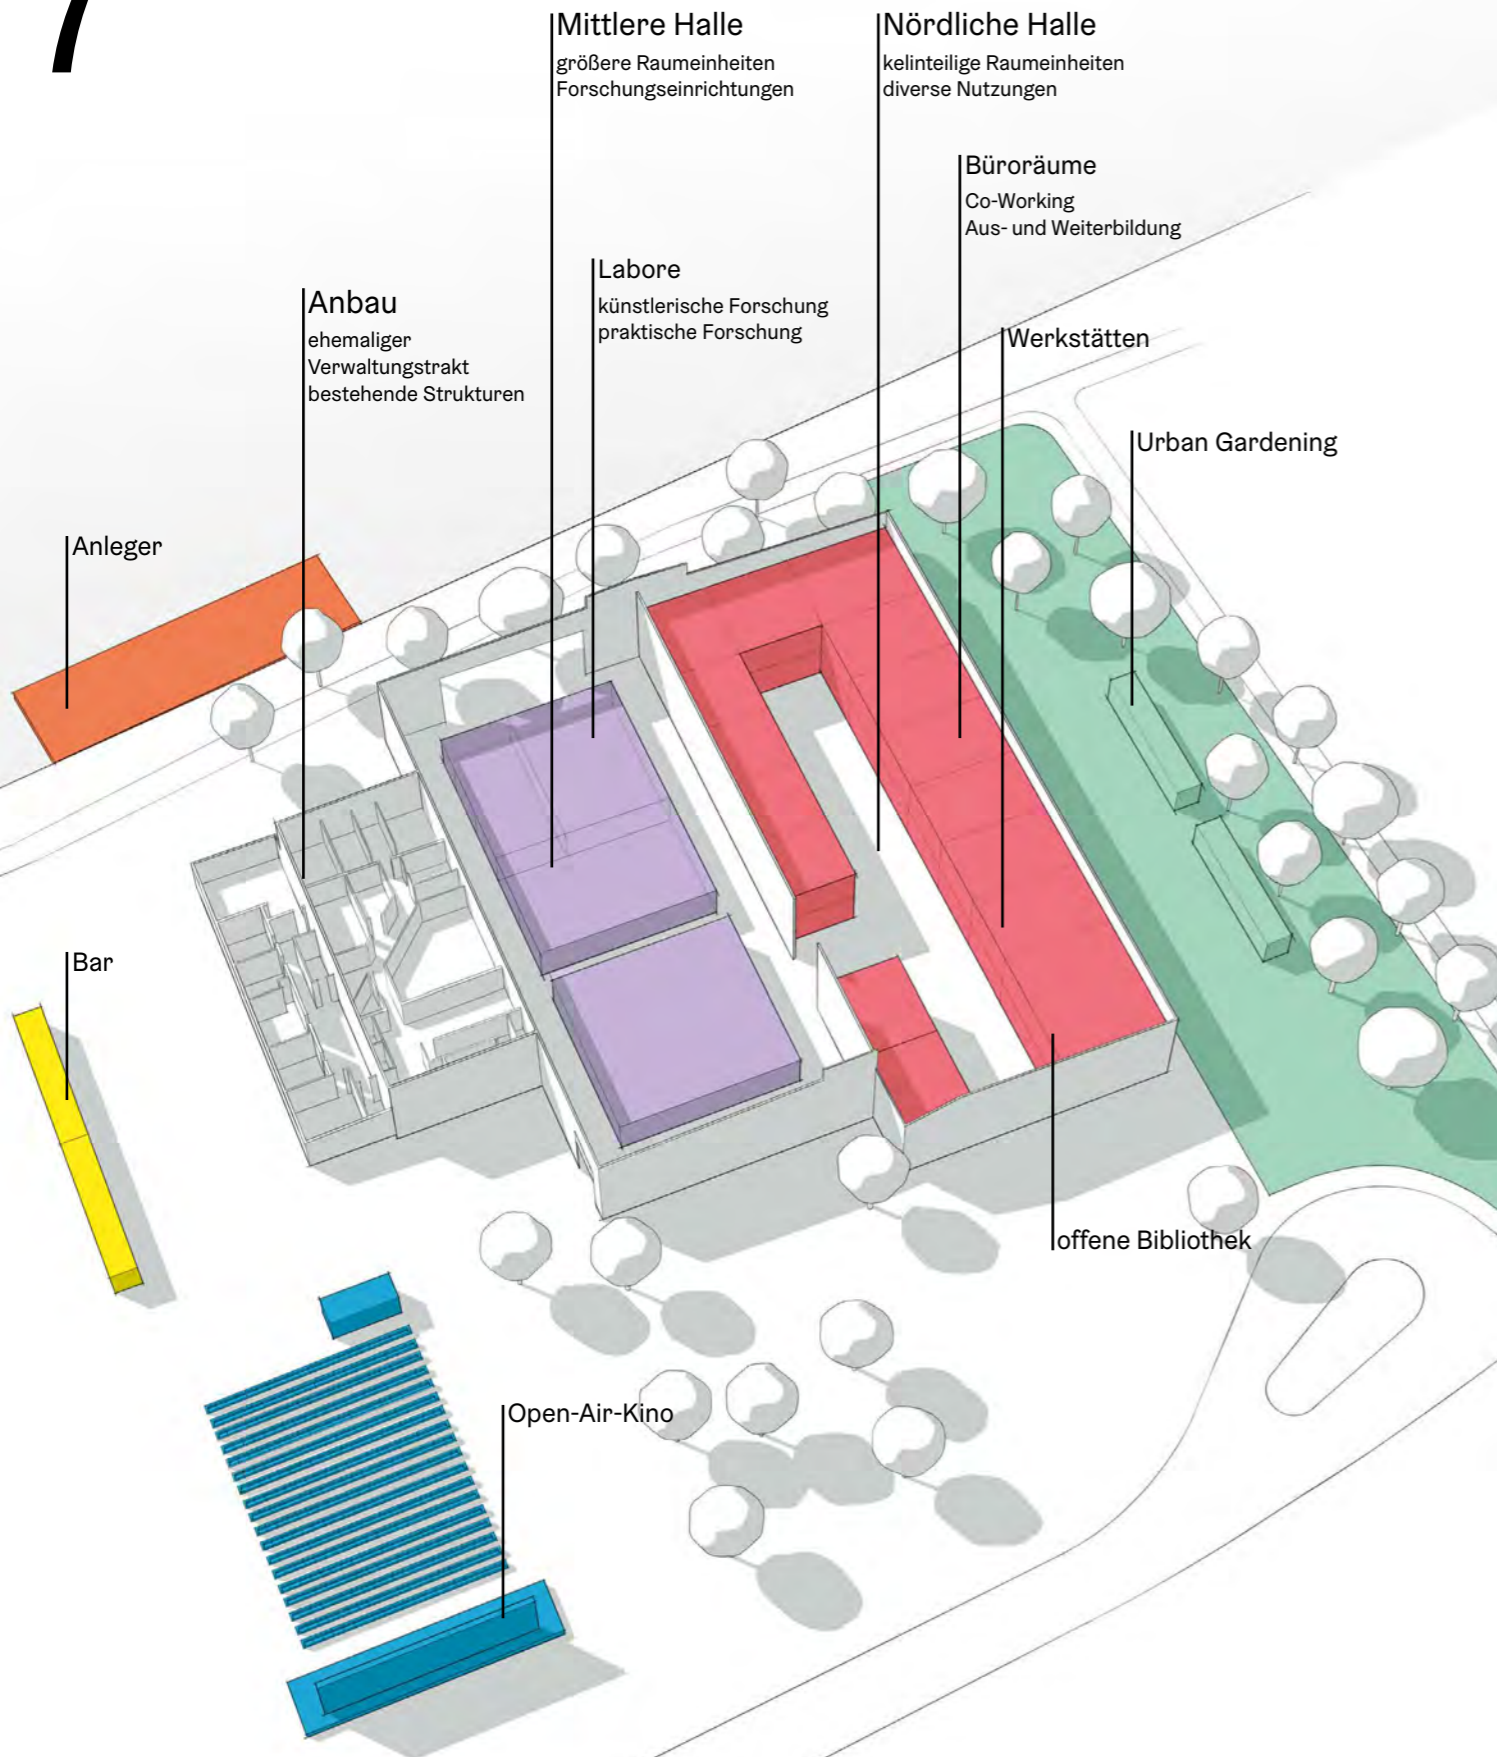 7
Mittlere Halle
größere Raumeinheiten
Forschungseinrichtungen
Nördliche Halle
kelinteilige Raumeinheiten
diverse Nutzungen
Büroräume
Co-Working
Aus- und Weiterbildung
Labore
künstlerische Forschung
praktische Forschung
Anbau
ehemaliger
Verwaltungstrakt
bestehende Strukturen
Werkstätten
Urban Gardening
Anleger
Bar
offene Bibliothek
Open-Air-Kino